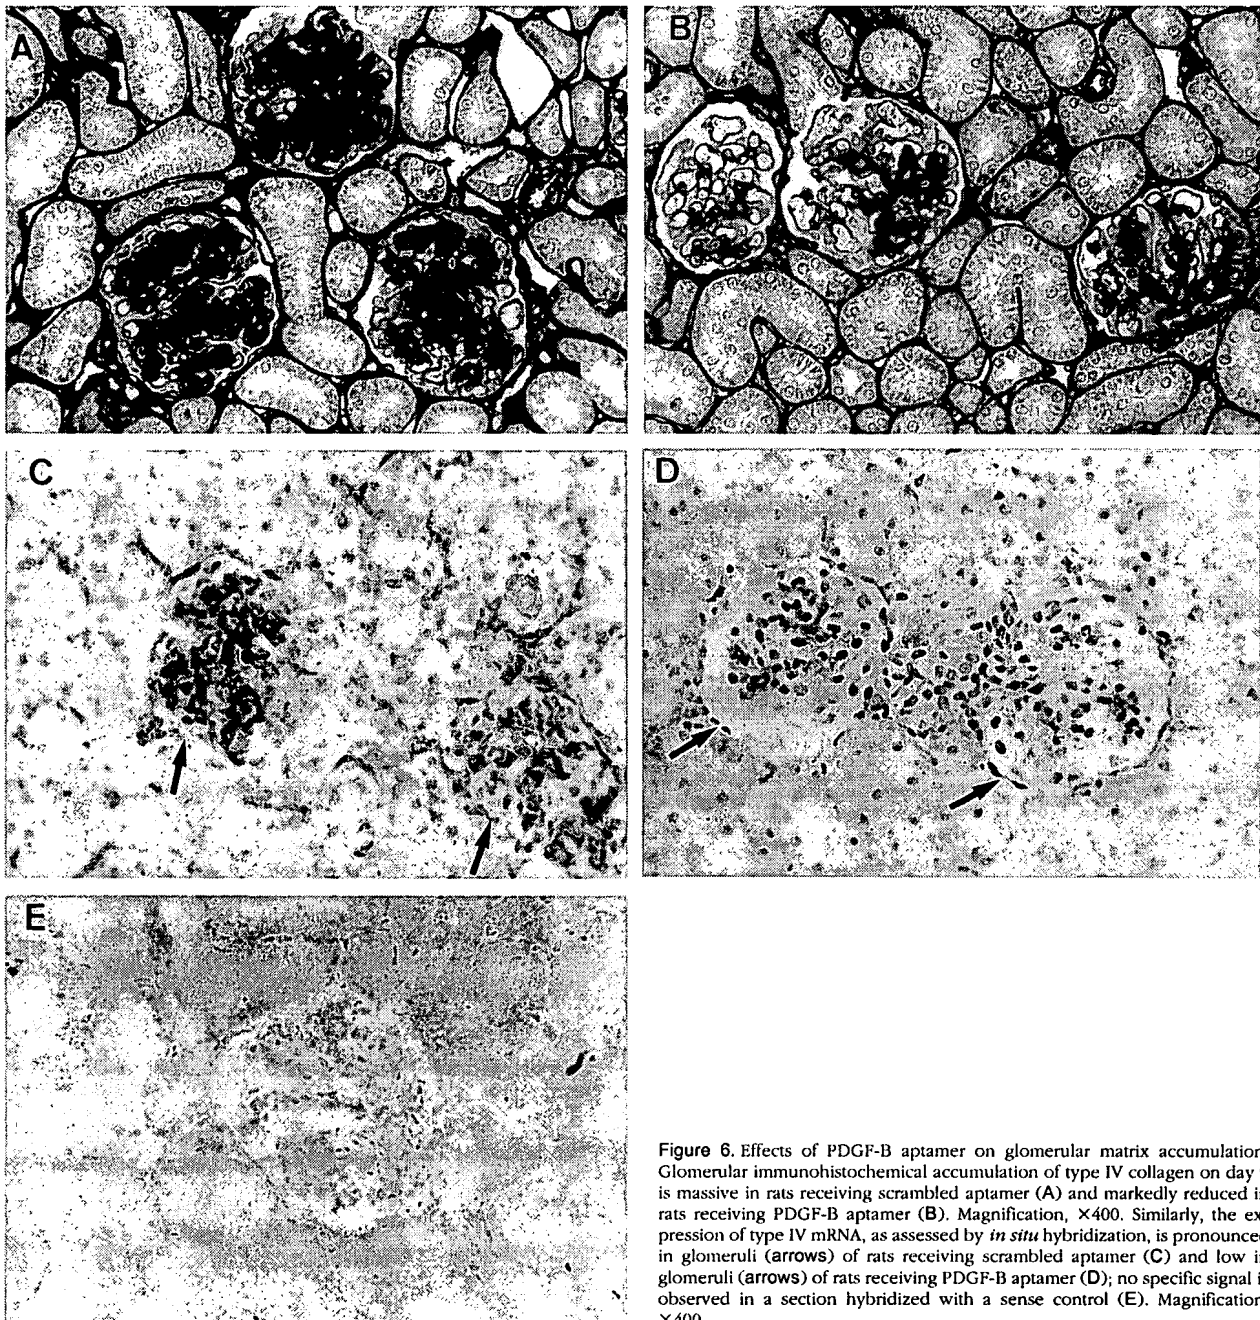 A
B
C
D
E
Figure 6. Effects of PDGF-B aptamer on glomerular matrix accumulation
Glomerular immunohistochemical accumulation of type IV collagen on day
is massive in rats receiving scrambled aptamer (A) and markedly reduced i
rats receiving PDGF-B aptamer (B). Magnification, ×400. Similarly, the ex
pression of type IV mRNA, as assessed by in situ hybridization, is pronounce
in glomeruli (arrows) of rats receiving scrambled aptamer (C) and low i
glomeruli (arrows) of rats receiving PDGF-B aptamer (D); no specific signal i
observed in a section hybridized with a sense control (E). Magnification
×400